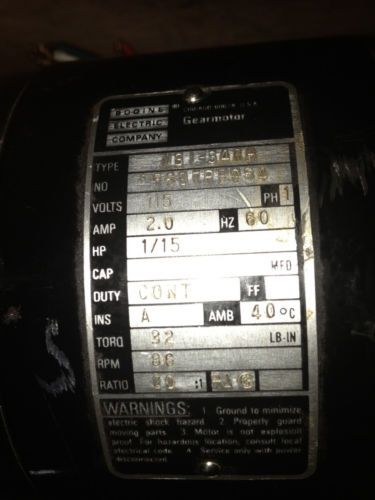 BODINE
ELECTRIC
COMPANY
CHICAGO U.S.A.
Gearmotor
TYPE
NO
VOLTS 115 PH 1
AMP 2.0 HZ 60
HP 1/15
CAP MFD
DUTY CONT FF
INS A AMB 40°C
TORQ 32 LB-IN
RPM
RATIO :1
WARNINGS: 1 Ground to minimize
electric shock hazard. 2 Properly guard
moving parts. 3 Motor is not explosion
proof. For hazardous location, consult local
electrical code. 4 Service only with power
disconnected.